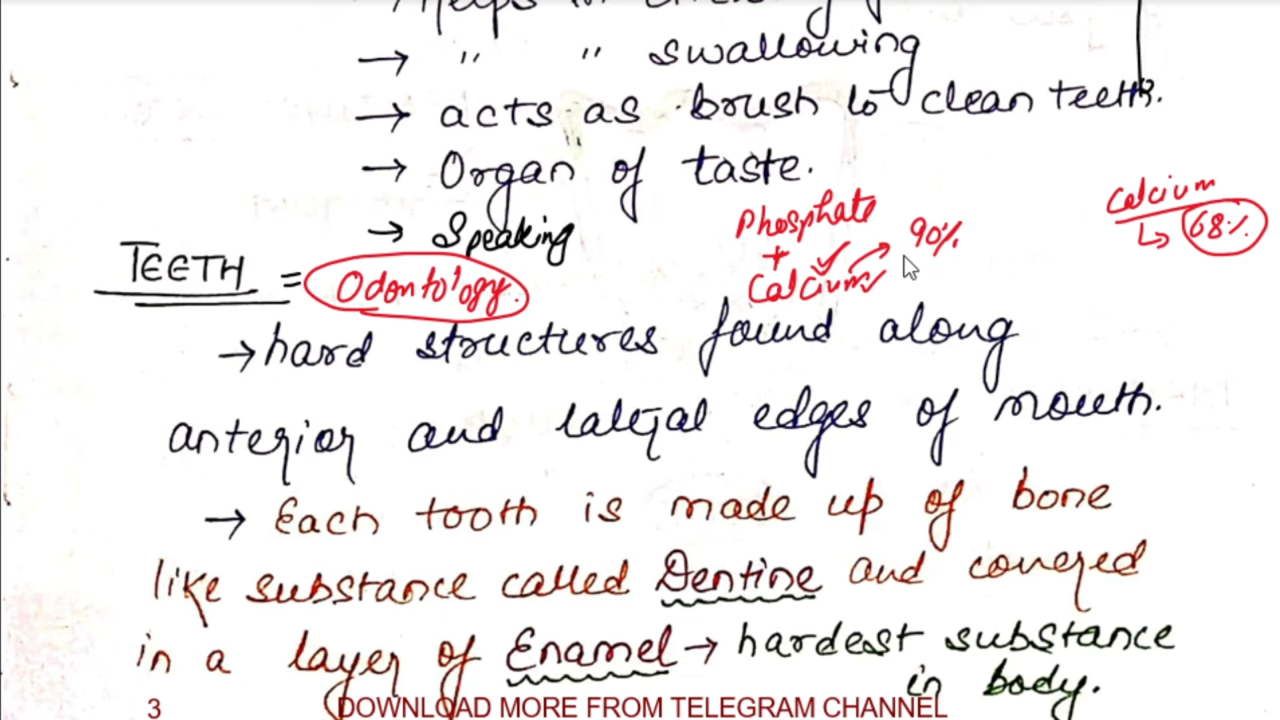 Helps in
→ " " swallowing
→ acts as brush to clean teeth.
→ Organ of taste.
→ Speaking
Phosphate
+
Calcium → 90%
Calcium
↳ 68%
TEETH = Odontology
→ hard structures found along
anterior and lateral edges of mouth.
→ Each tooth is made up of bone
like substance called Dentine and covered
in a layer of Enamel → hardest substance
in body.
3 DOWNLOAD MORE FROM TELEGRAM CHANNEL